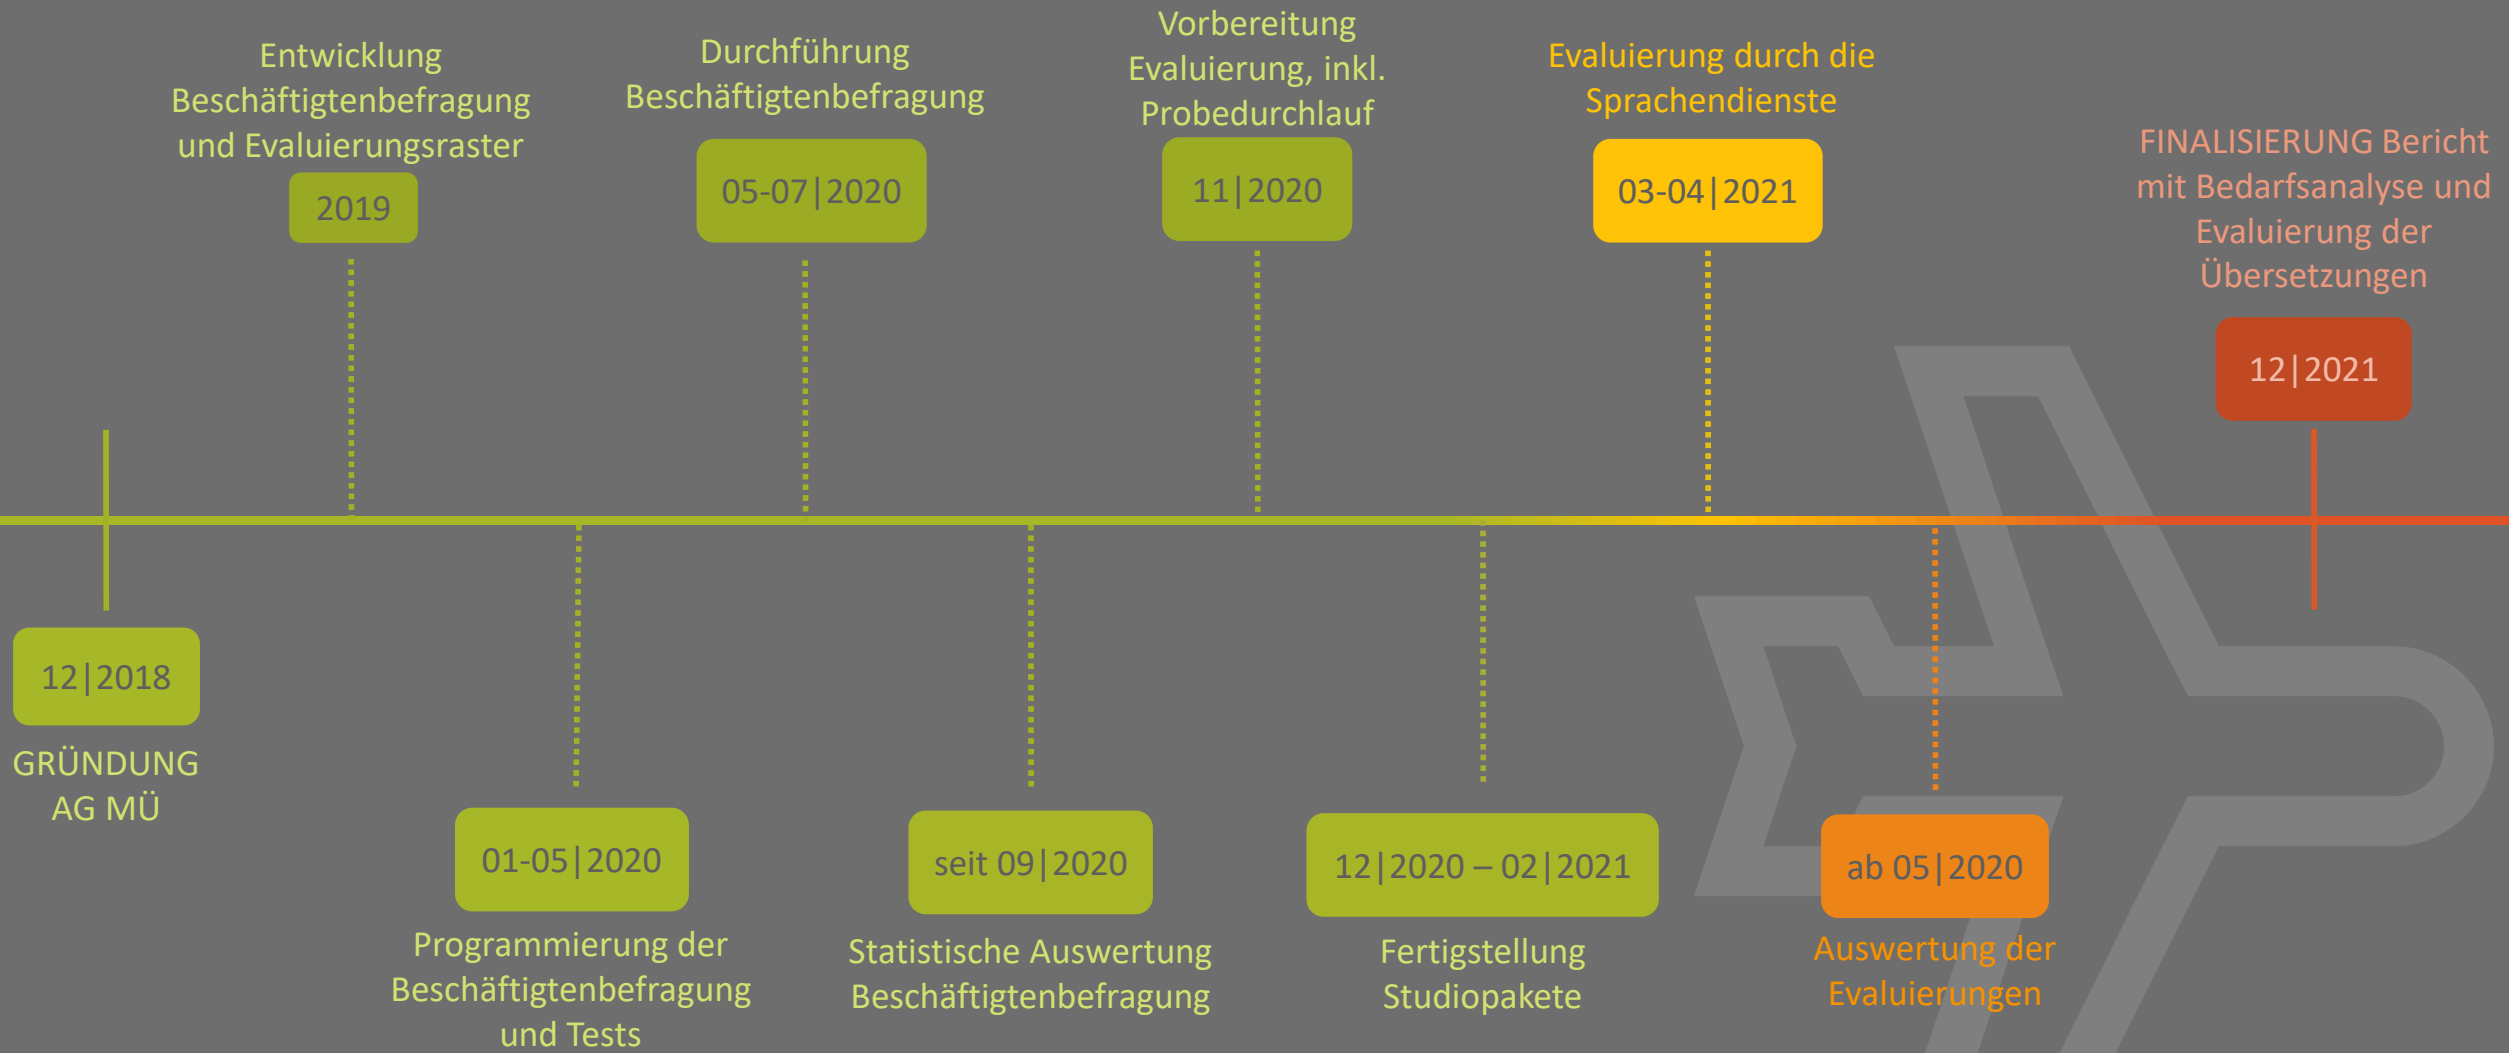 12|2018
GRÜNDUNG
AG MÜ
Entwicklung
Beschäftigtenbefragung
und Evaluierungsraster
2019
01-05|2020
Programmierung der
Beschäftigtenbefragung
und Tests
Durchführung
Beschäftigtenbefragung
05-07|2020
seit 09|2020
Statistische Auswertung
Beschäftigtenbefragung
Vorbereitung
Evaluierung, inkl.
Probedurchlauf
11|2020
12|2020 – 02|2021
Fertigstellung
Studiopakete
Evaluierung durch die
Sprachendienste
03-04|2021
ab 05|2020
Auswertung der
Evaluierungen
FINALISIERUNG Bericht
mit Bedarfsanalyse und
Evaluierung der
Übersetzungen
12|2021